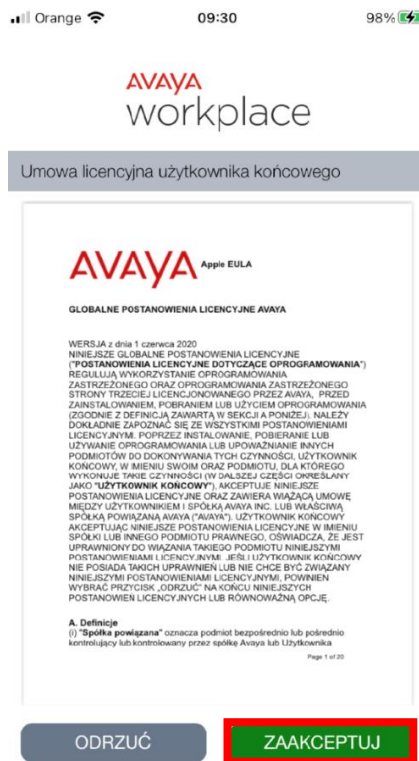 Orange 09:30 98%
AVAYA
workplace
Umowa licencyjna użytkownika końcowego
AVAYA Apple EULA
GLOBALNE POSTANOWIENIA LICENCYJNE AVAYA
WERSJA z dnia 1 czerwca 2020
NINIEJSZE GLOBALNE POSTANOWIENIA LICENCYJNE
("POSTANOWIENIA LICENCYJNE DOTYCZĄCE OPROGRAMOWANIA")
REGULUJĄ WYKORZYSTANIE OPROGRAMOWANIA
ZASTRZEŻONEGO ORAZ OPROGRAMOWANIA ZASTRZEŻONEGO
STRONY TRZECIEJ LICENCJONOWANEGO PRZEZ AVAYA, PRZED
ZAINSTALOWANIEM, POBRANIEM LUB UŻYCIEM OPROGRAMOWANIA
(ZGODNIE Z DEFINICJĄ ZAWARTĄ W SEKCJI A PONIŻEJ). NALEŻY
DOKŁADNIE ZAPOZNAĆ SIĘ ZE WSZYSTKIMI POSTANOWIENIAMI
LICENCYJNYMI. POPRZEZ INSTALOWANIE, POBIERANIE LUB
UŻYWANIE OPROGRAMOWANIA LUB UPOWAŻNIANIE INNYCH
PODMIOTÓW DO DOKONYWANIA TYCH CZYNNOŚCI, UŻYTKOWNIK
KOŃCOWY, W IMIENIU SWOIM ORAZ PODMIOTU, DLA KTÓREGO
WYKONUJE TAKIE CZYNNOŚCI (W DALSZEJ CZĘŚCI OKREŚLANY
JAKO "UŻYTKOWNIK KOŃCOWY"), AKCEPTUJE NINIEJSZE
POSTANOWIENIA LICENCYJNE ORAZ ZAWIERA WIĄŻĄCĄ UMOWĘ
MIĘDZY UŻYTKOWNIKIEM I SPÓŁKĄ AVAYA INC. LUB WŁAŚCIWĄ
SPÓŁKĄ POWIĄZANĄ AVAYA ("AVAYA"). UŻYTKOWNIK KOŃCOWY
AKCEPTUJĄC NINIEJSZE POSTANOWIENIA LICENCYJNE W IMIENIU
SPÓŁKI LUB INNEGO PODMIOTU PRAWNEGO, OŚWIADCZA, ŻE JEST
UPRAWNIONY DO WIĄZANIA TAKIEGO PODMIOTU NINIEJSZYMI
POSTANOWIENIAMI LICENCYJNYMI. JEŚLI UŻYTKOWNIK KOŃCOWY
NIE POSIADA TAKICH UPRAWNIEŃ LUB NIE CHCE BYĆ ZWIĄZANY
NINIEJSZYMI POSTANOWIENIAMI LICENCYJNYMI, POWINIEN
WYBRAĆ PRZYCISK „ODRZUĆ” NA KOŃCU NINIEJSZYCH
POSTANOWIEŃ LICENCYJNYCH LUB RÓWNOWAŻNĄ OPCJĘ.
A. Definicje
(i) "Spółka powiązana" oznacza podmiot bezpośrednio lub pośrednio
kontrolujący lub kontrolowany przez spółkę Avaya lub Użytkownika
Page 1 of 20
ODRZUĆ ZAAKCEPTUJ